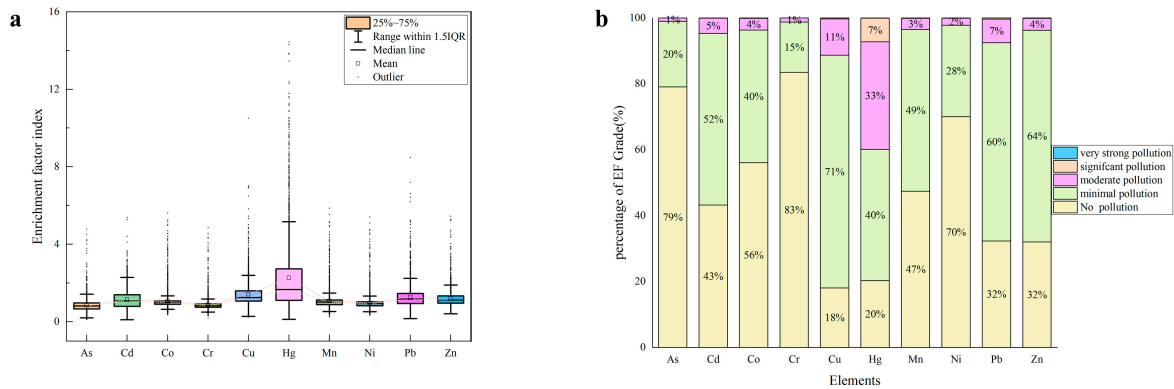 a
25%~75%
Range within 1.5IQR
Median line
Mean
Outlier
Enrichment factor index
16
12
8
4
0
As Cd Co Cr Cu Hg Mn Ni Pb Zn
b
percentage of EF Grade(%)
100
80
60
40
20
0
1% 5% 4% 1% 11% 7% 3% 2% 7% 4%
20% 52% 40% 15% 71% 33% 49% 28% 60% 64%
79% 43% 56% 83% 18% 40% 47% 70% 32% 32%
20%
As Cd Co Cr Cu Hg Mn Ni Pb Zn
Elements
very strong pollution
signifcant pollution
moderate pollution
minimal pollution
No pollution